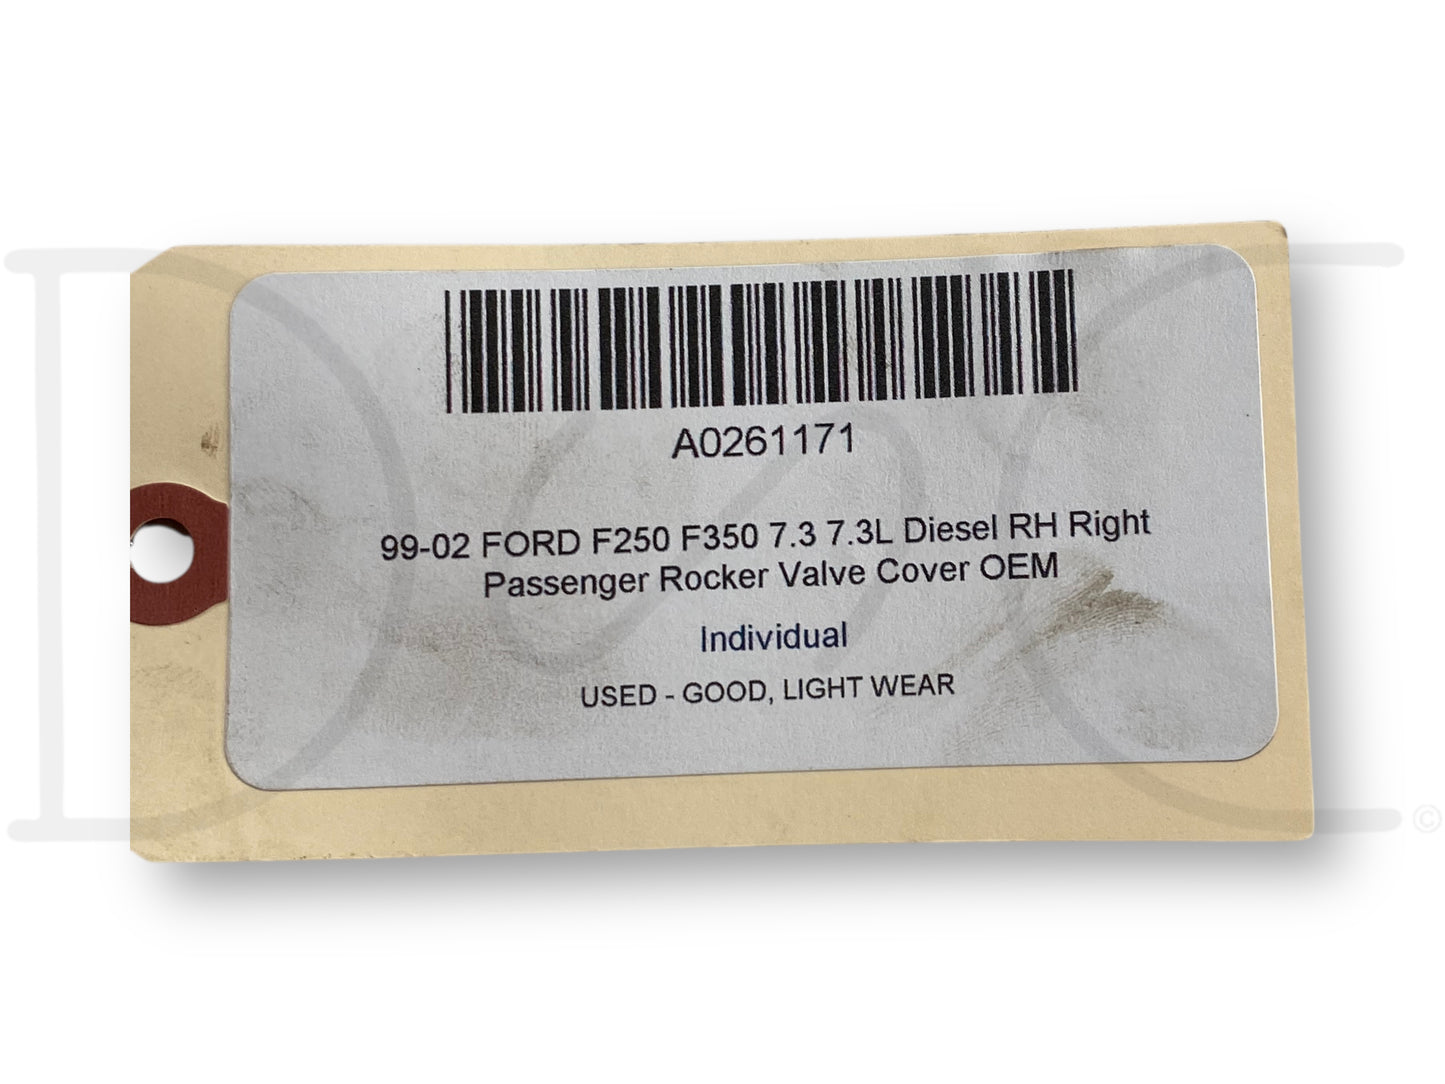 A0261171
99-02 FORD F250 F350 7.3 7.3L Diesel RH Right
Passenger Rocker Valve Cover OEM
Individual
USED - GOOD, LIGHT WEAR
©